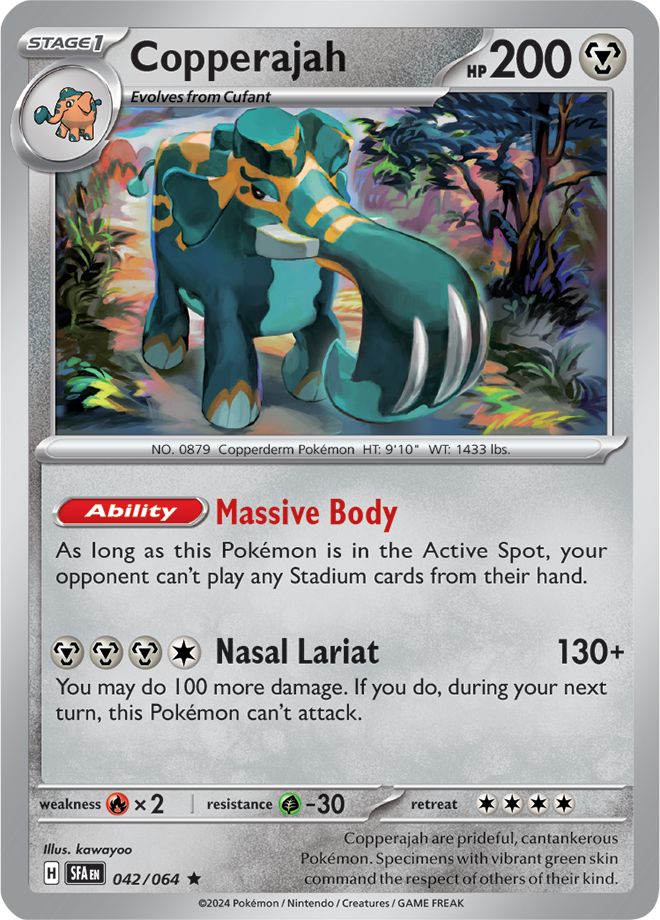 STAGE 1
Copperajah
HP 200
Evolves from Cufant
NO. 0879 Copperderm Pokémon HT: 9'10" WT: 1433 lbs.
Ability Massive Body
As long as this Pokémon is in the Active Spot, your
opponent can't play any Stadium cards from their hand.
Nasal Lariat 130+
You may do 100 more damage. If you do, during your next
turn, this Pokémon can't attack.
weakness ×2 resistance -30 retreat
Illus. kawayoo
Copperajah are prideful, cantankerous
Pokémon. Specimens with vibrant green skin
command the respect of others of their kind.
H SFA EN 042/064 ★
©2024 Pokémon / Nintendo / Creatures / GAME FREAK